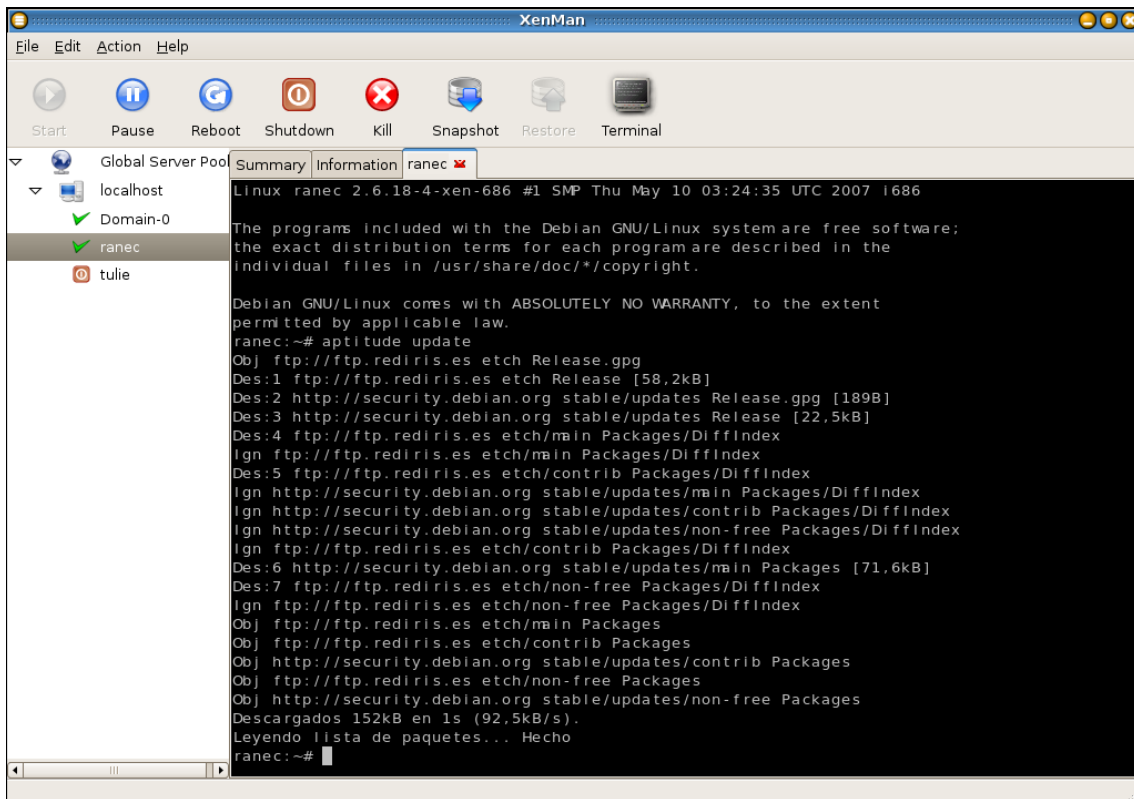 XenMan
File Edit Action Help
Start Pause Reboot Shutdown Kill Snapshot Restore Terminal
Global Server Pool
localhost
Domain-0
ranec
tulie
Summary Information ranec
Linux ranec 2.6.18-4-xen-686 #1 SMP Thu May 10 03:24:35 UTC 2007 i686
The programs included with the Debian GNU/Linux system are free software;
the exact distribution terms for each program are described in the
individual files in /usr/share/doc/*/copyright.
Debian GNU/Linux comes with ABSOLUTELY NO WARRANTY, to the extent
permitted by applicable law.
ranec:~# aptitude update
Obj ftp://ftp.rediris.es etch Release.gpg
Des:1 ftp://ftp.rediris.es etch Release [58,2kB]
Des:2 http://security.debian.org stable/updates Release.gpg [189B]
Des:3 http://security.debian.org stable/updates Release [22,5kB]
Des:4 ftp://ftp.rediris.es etch/main Packages/DiffIndex
Ign ftp://ftp.rediris.es etch/main Packages/DiffIndex
Des:5 ftp://ftp.rediris.es etch/contrib Packages/DiffIndex
Ign http://security.debian.org stable/updates/main Packages/DiffIndex
Ign http://security.debian.org stable/updates/contrib Packages/DiffIndex
Ign http://security.debian.org stable/updates/non-free Packages/DiffIndex
Ign ftp://ftp.rediris.es etch/contrib Packages/DiffIndex
Des:6 http://security.debian.org stable/updates/main Packages [71,6kB]
Des:7 ftp://ftp.rediris.es etch/non-free Packages/DiffIndex
Ign ftp://ftp.rediris.es etch/non-free Packages/DiffIndex
Obj ftp://ftp.rediris.es etch/main Packages
Obj ftp://ftp.rediris.es etch/contrib Packages
Obj http://security.debian.org stable/updates/contrib Packages
Obj ftp://ftp.rediris.es etch/non-free Packages
Obj http://security.debian.org stable/updates/non-free Packages
Descargados 152kB en 1s (92,5kB/s).
Leyendo lista de paquetes... Hecho
ranec:~#